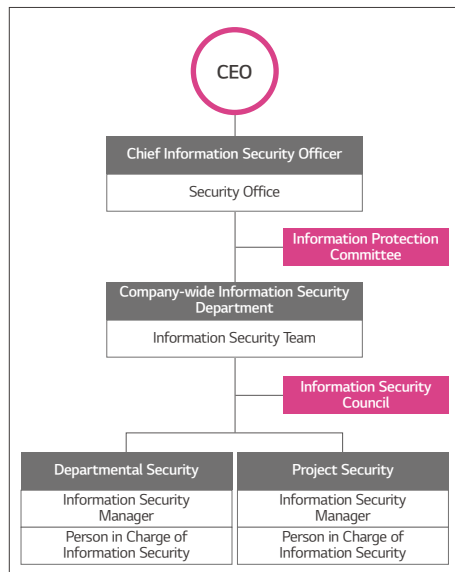 CEO
Chief Information Security Officer
Security Office
Information Protection
Committee
Company-wide Information Security
Department
Information Security Team
Information Security
Council
Departmental Security
Information Security
Manager
Person in Charge of
Information Security
Project Security
Information Security
Manager
Person in Charge of
Information Security